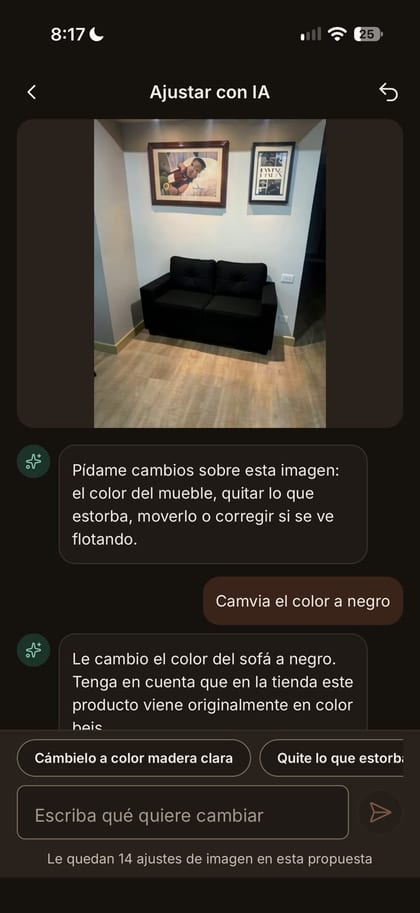 8:17
25
Ajustar con IA
Pídame cambios sobre esta imagen:
el color del mueble, quitar lo que
estorba, moverlo o corregir si se ve
flotando.
Camvia el color a negro
Le cambio el color del sofá a negro.
Tenga en cuenta que en la tienda este
producto viene originalmente en color
beis
Cámbielo a color madera clara
Quite lo que estorba
Escriba qué quiere cambiar
Le quedan 14 ajustes de imagen en esta propuesta